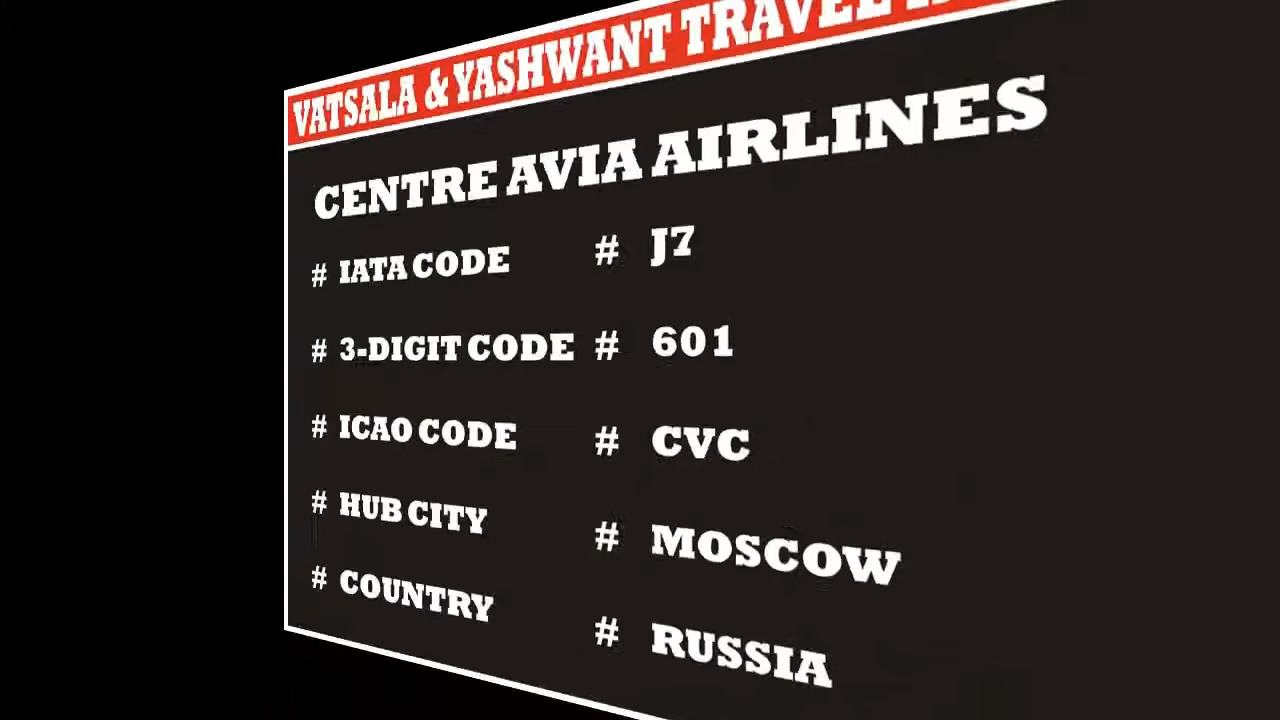 VATSALA & YASHWANT TRAVEL
CENTRE AVIA AIRLINES
# IATA CODE # J7
# 3-DIGIT CODE # 601
# ICAO CODE # CVC
# HUB CITY # MOSCOW
# COUNTRY # RUSSIA